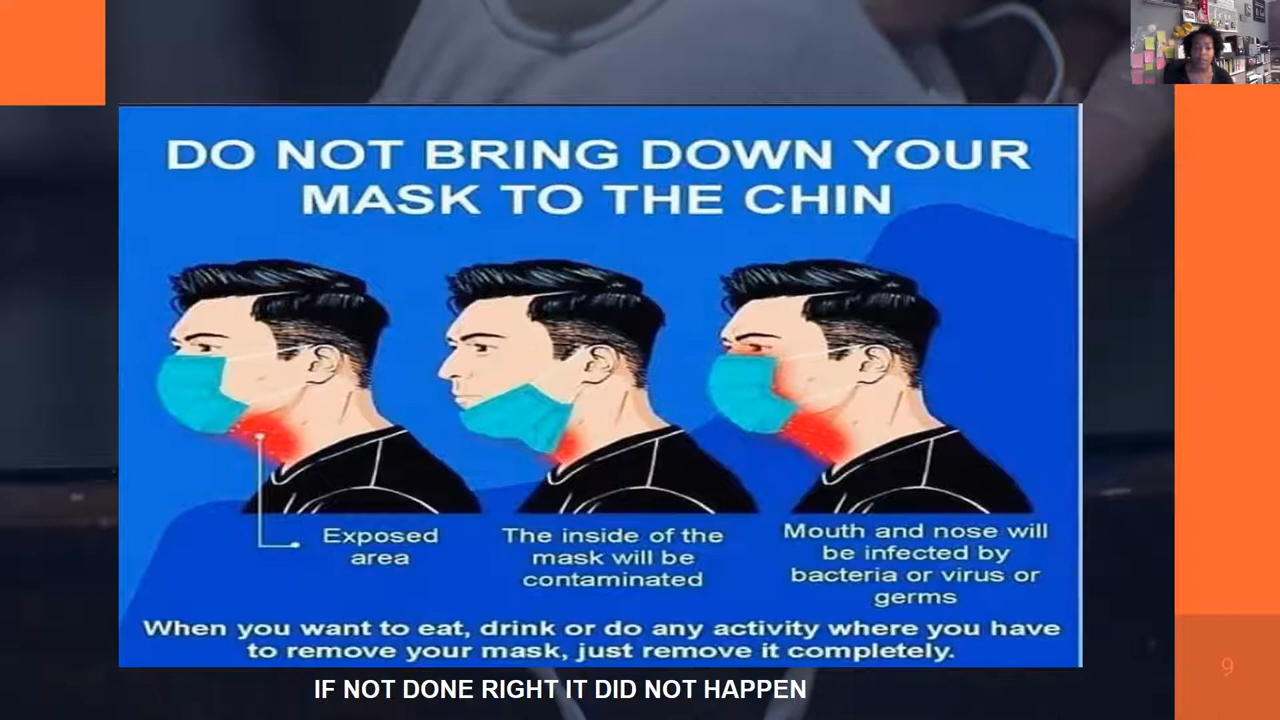 DO NOT BRING DOWN YOUR
MASK TO THE CHIN
Exposed
area
The inside of the
mask will be
contaminated
Mouth and nose will
be infected by
bacteria or virus or
germs
When you want to eat, drink or do any activity where you have
to remove your mask, just remove it completely.
IF NOT DONE RIGHT IT DID NOT HAPPEN
9